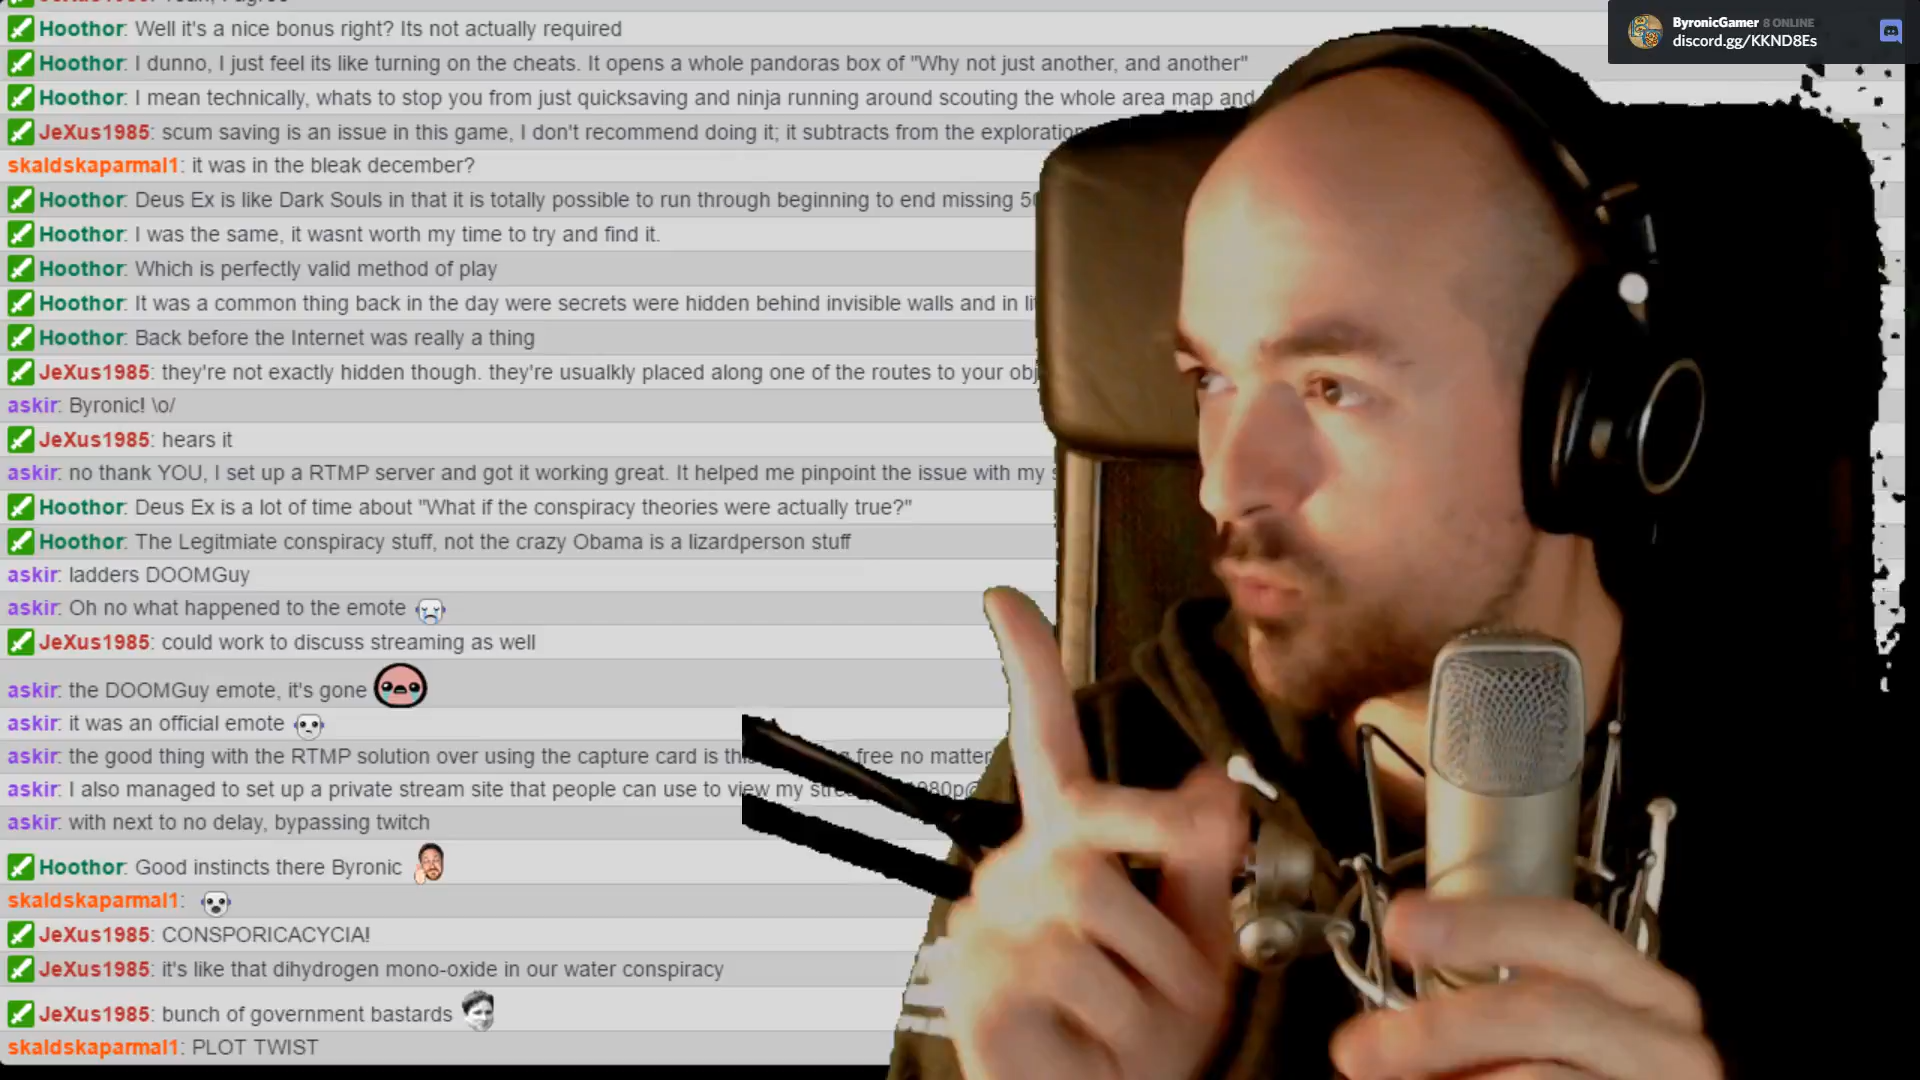 ByronicGamer 8 ONLINE
discord.gg/KKND8Es
Hoothor: Well it's a nice bonus right? Its not actually required
Hoothor: I dunno, I just feel its like turning on the cheats. It opens a whole pandoras box of "Why not just another, and another"
Hoothor: I mean technically, whats to stop you from just quicksaving and ninja running around scouting the whole area map and
JeXus1985: scum saving is an issue in this game, I don't recommend doing it; it subtracts from the exploration
skaldskaparmal1: it was in the bleak december?
Hoothor: Deus Ex is like Dark Souls in that it is totally possible to run through beginning to end missing
Hoothor: I was the same, it wasnt worth my time to try and find it.
Hoothor: Which is perfectly valid method of play
Hoothor: It was a common thing back in the day were secrets were hidden behind invisible walls and in
Hoothor: Back before the Internet was really a thing
JeXus1985: they're not exactly hidden though. they're usualkly placed along one of the routes to your
askir: Byronic! \o/
JeXus1985: hears it
askir: no thank YOU, I set up a RTMP server and got it working great. It helped me pinpoint the issue with my
Hoothor: Deus Ex is a lot of time about "What if the conspiracy theories were actually true?"
Hoothor: The Legitmiate conspiracy stuff, not the crazy Obama is a lizardperson stuff
askir: ladders DOOMGuy
askir: Oh no what happened to the emote
JeXus1985: could work to discuss streaming as well
askir: the DOOMGuy emote, it's gone
askir: it was an official emote
askir: the good thing with the RTMP solution over using the capture card is free no matter
askir: I also managed to set up a private stream site that people can use to view my
askir: with next to no delay, bypassing twitch
Hoothor: Good instincts there Byronic
skaldskaparmal1:
JeXus1985: CONSPORICACYCIA!
JeXus1985: it's like that dihydrogen mono-oxide in our water conspiracy
JeXus1985: bunch of government bastards
skaldskaparmal1: PLOT TWIST